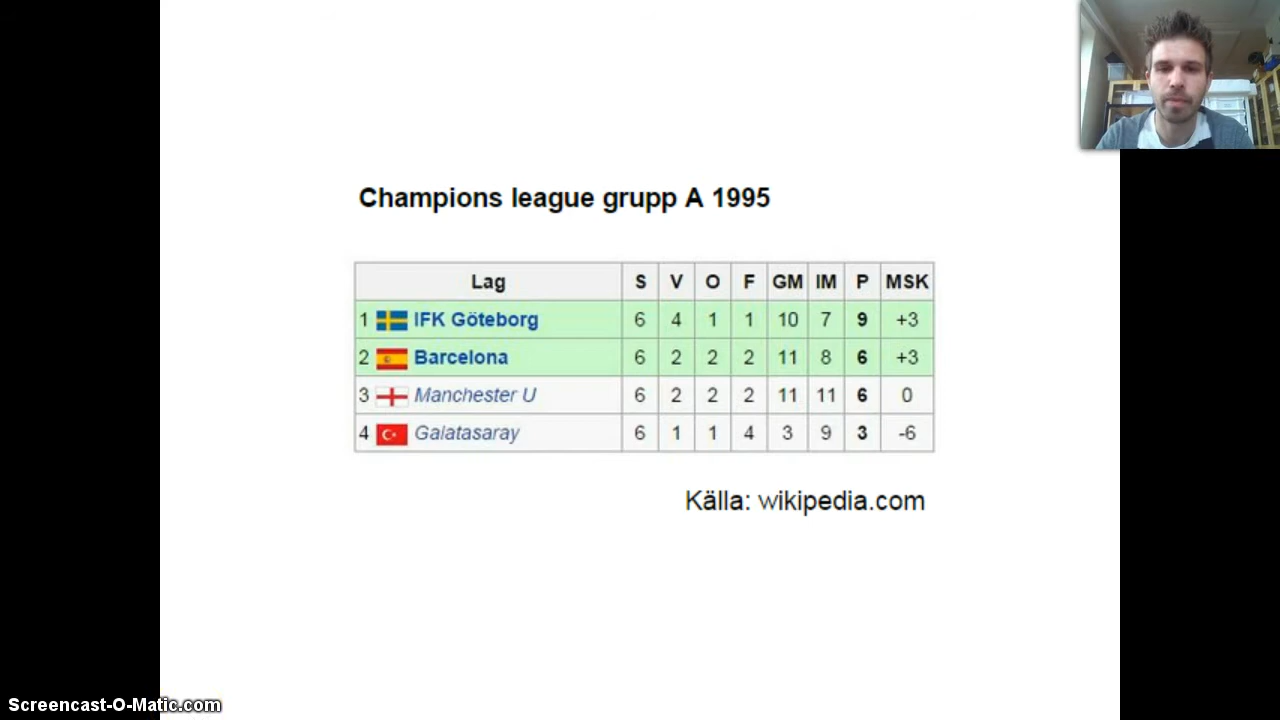 Champions league grupp A 1995
Lag S V O F GM IM P MSK
1 IFK Göteborg 6 4 1 1 10 7 9 +3
2 Barcelona 6 2 2 2 11 8 6 +3
3 Manchester U 6 2 2 2 11 11 6 0
4 Galatasaray 6 1 1 4 3 9 3 -6
Källa: wikipedia.com
Screencast-O-Matic.com